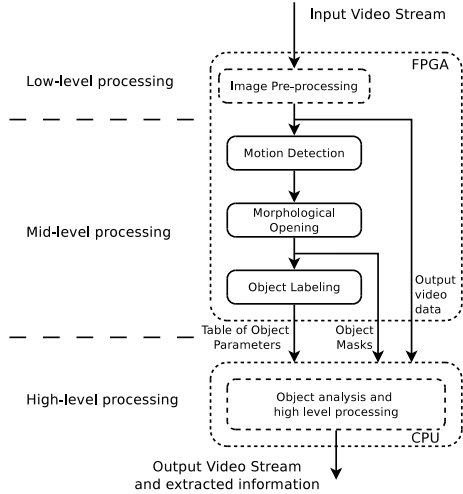 Input Video Stream
FPGA
Low-level processing
Image Pre-processing
Motion Detection
Mid-level processing
Morphological
Opening
Object Labeling
Output
video
data
Table of Object
Parameters
Object
Masks
High-level processing
Object analysis and
high level processing
CPU
Output Video Stream
and extracted information